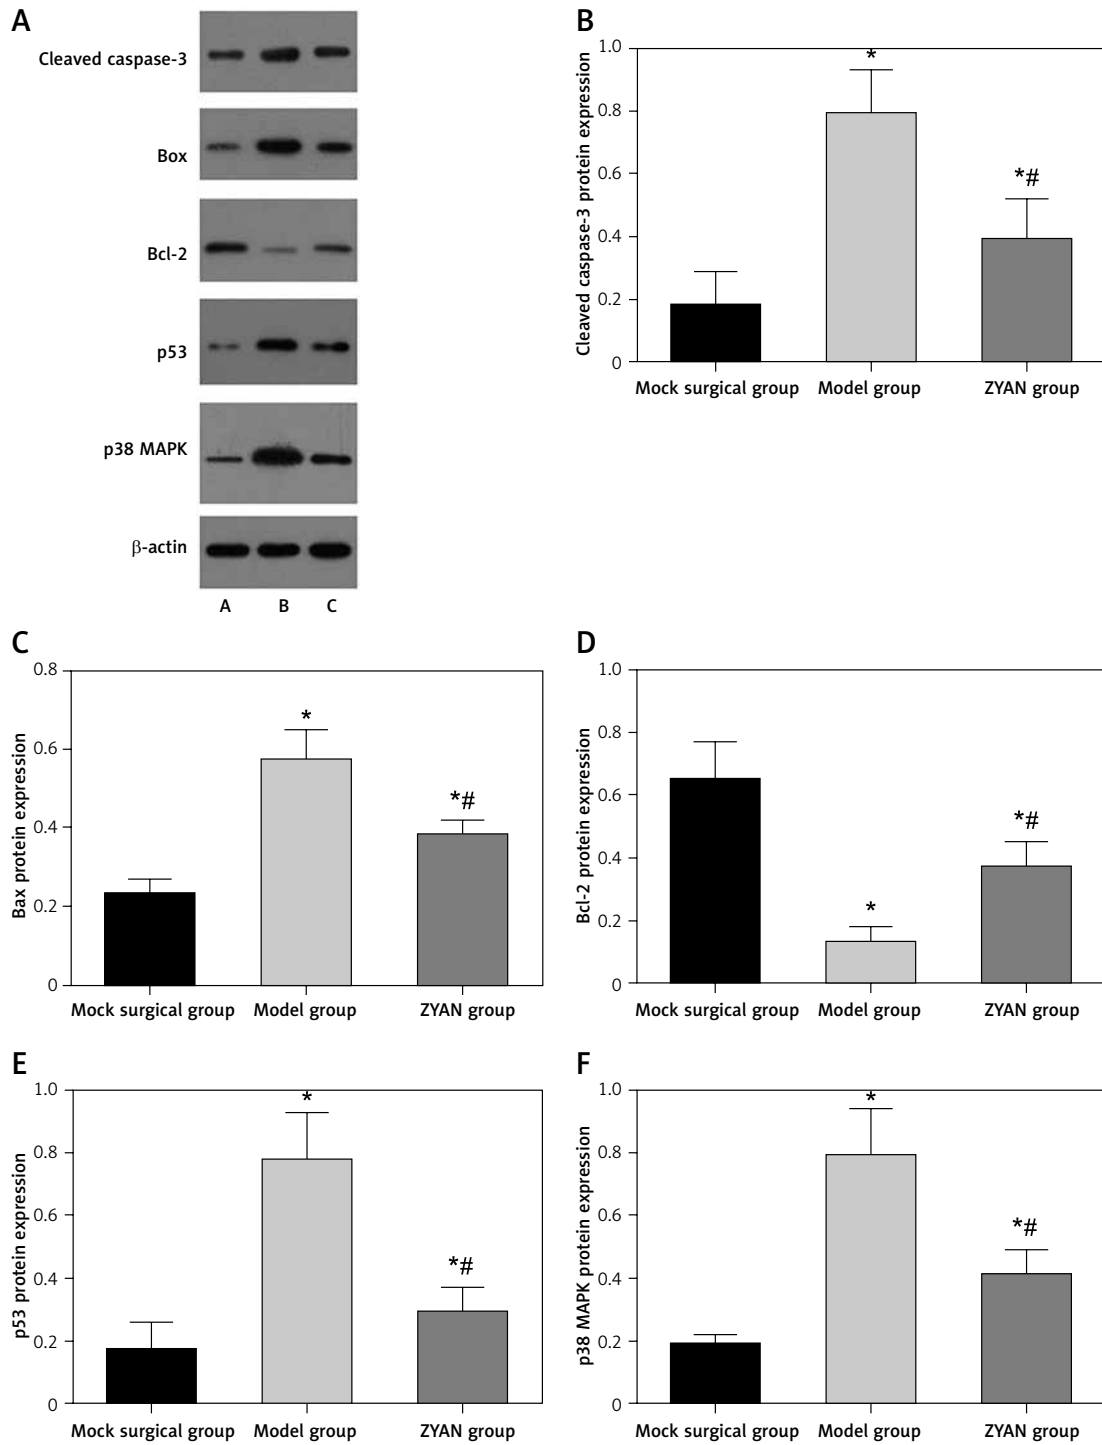 A
Cleaved caspase-3
Box
Bcl-2
p53
p38 MAPK
β-actin
A B C
B
Cleaved caspase-3 protein expression
1.0
0.8
0.6
0.4
0.2
0
*
*#
Mock surgical group Model group ZYAN group
C
Bax protein expression
0.8
0.6
0.4
0.2
0
*
*#
Mock surgical group Model group ZYAN group
D
Bcl-2 protein expression
1.0
0.8
0.6
0.4
0.2
0
*
*#
Mock surgical group Model group ZYAN group
E
p53 protein expression
1.0
0.8
0.6
0.4
0.2
0
*
*#
Mock surgical group Model group ZYAN group
F
p38 MAPK protein expression
1.0
0.8
0.6
0.4
0.2
0
*
*#
Mock surgical group Model group ZYAN group